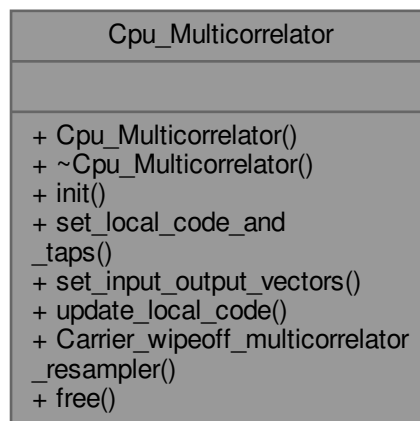 Cpu_Multicorrelator
+ Cpu_Multicorrelator()
+ ~Cpu_Multicorrelator()
+ init()
+ set_local_code_and
_taps()
+ set_input_output_vectors()
+ update_local_code()
+ Carrier_wipeoff_multicorrelator
_resampler()
+ free()